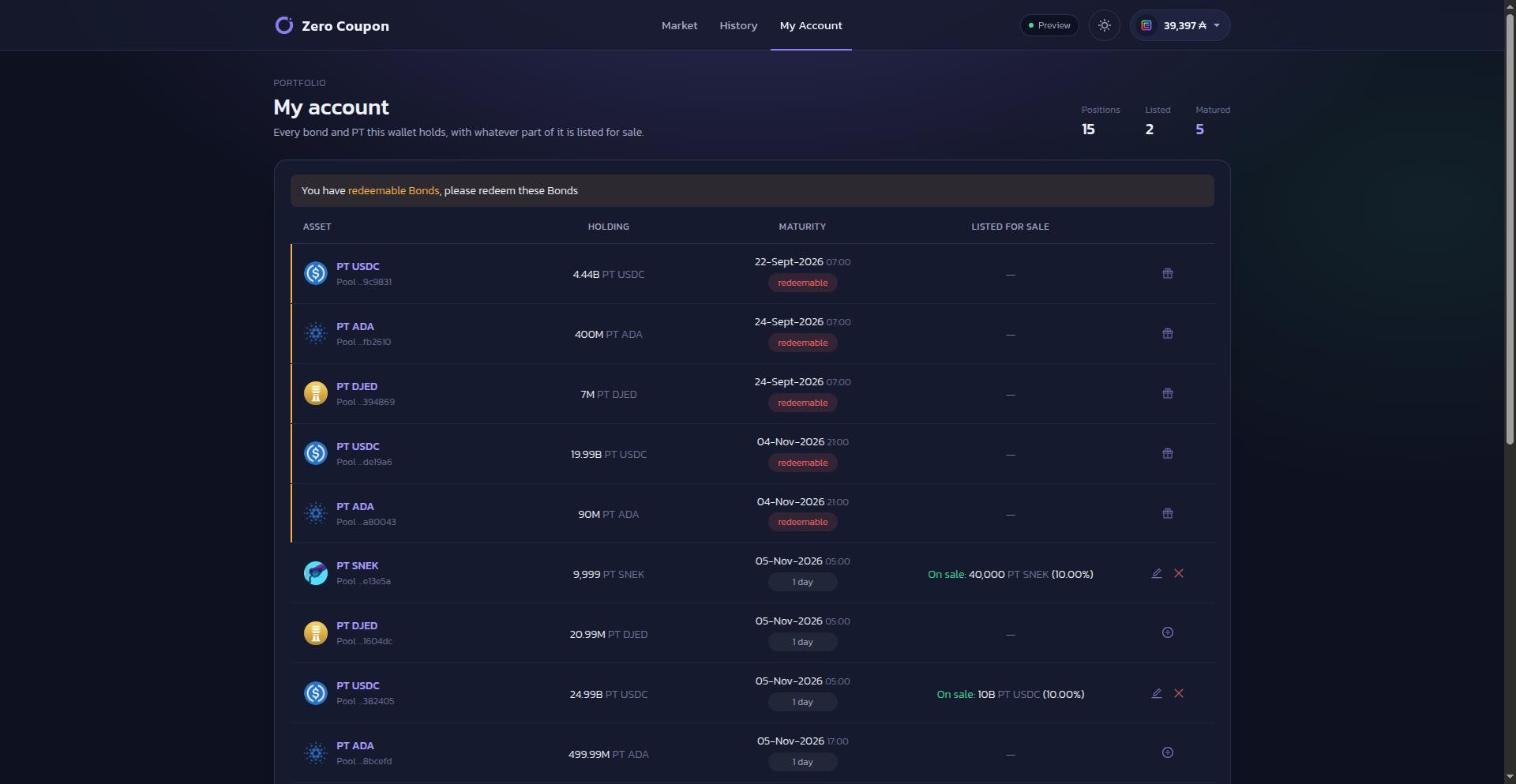 Zero Coupon Market History My Account Preview 39,397 ₳
PORTFOLIO
My account
Every bond and PT this wallet holds, with whatever part of it is listed for sale.
Positions Listed Matured
15 2 5
You have redeemable Bonds, please redeem these Bonds
ASSET HOLDING MATURITY LISTED FOR SALE
PT USDC
Pool ...9c9831
4.44B PT USDC
22-Sept-2026 07:00
redeemable
—
PT ADA
Pool ...fb2610
400M PT ADA
24-Sept-2026 07:00
redeemable
—
PT DJED
Pool ...394869
7M PT DJED
24-Sept-2026 07:00
redeemable
—
PT USDC
Pool ...de19a6
19.99B PT USDC
04-Nov-2026 21:00
redeemable
—
PT ADA
Pool ...a80043
90M PT ADA
04-Nov-2026 21:00
redeemable
—
PT SNEK
Pool ...e13e5a
9,999 PT SNEK
05-Nov-2026 05:00
1 day
On sale: 40,000 PT SNEK (10.00%)
PT DJED
Pool ...1604dc
20.99M PT DJED
05-Nov-2026 05:00
1 day
—
PT USDC
Pool ...382405
24.99B PT USDC
05-Nov-2026 05:00
1 day
On sale: 10B PT USDC (10.00%)
PT ADA
Pool ...8bcefd
499.99M PT ADA
05-Nov-2026 17:00
1 day
—